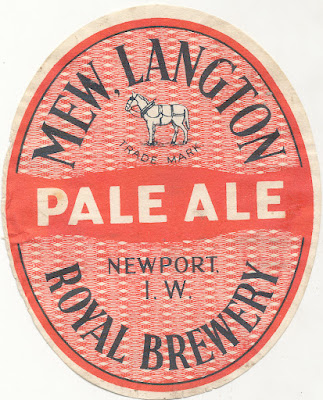 MEW, LANGTON
TRADE MARK
PALE ALE
NEWPORT,
I. W.
ROYAL BREWERY